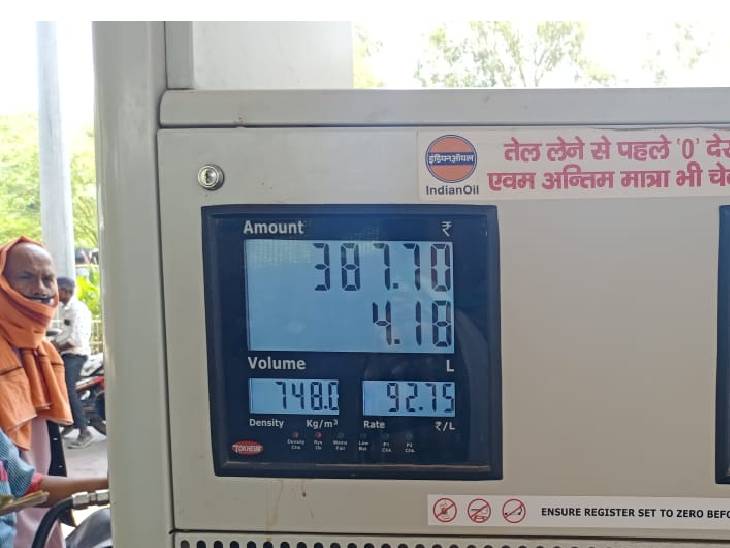 इंडियनऑयल
IndianOil
तेल लेने से पहले '0'
एवम अन्तिम मात्रा भी
Amount ₹
387.70
4.18
Volume L
748.0 92.75
Density Kg/m³ Rate ₹/L
TOKHEIM
ENSURE REGISTER SET TO ZERO